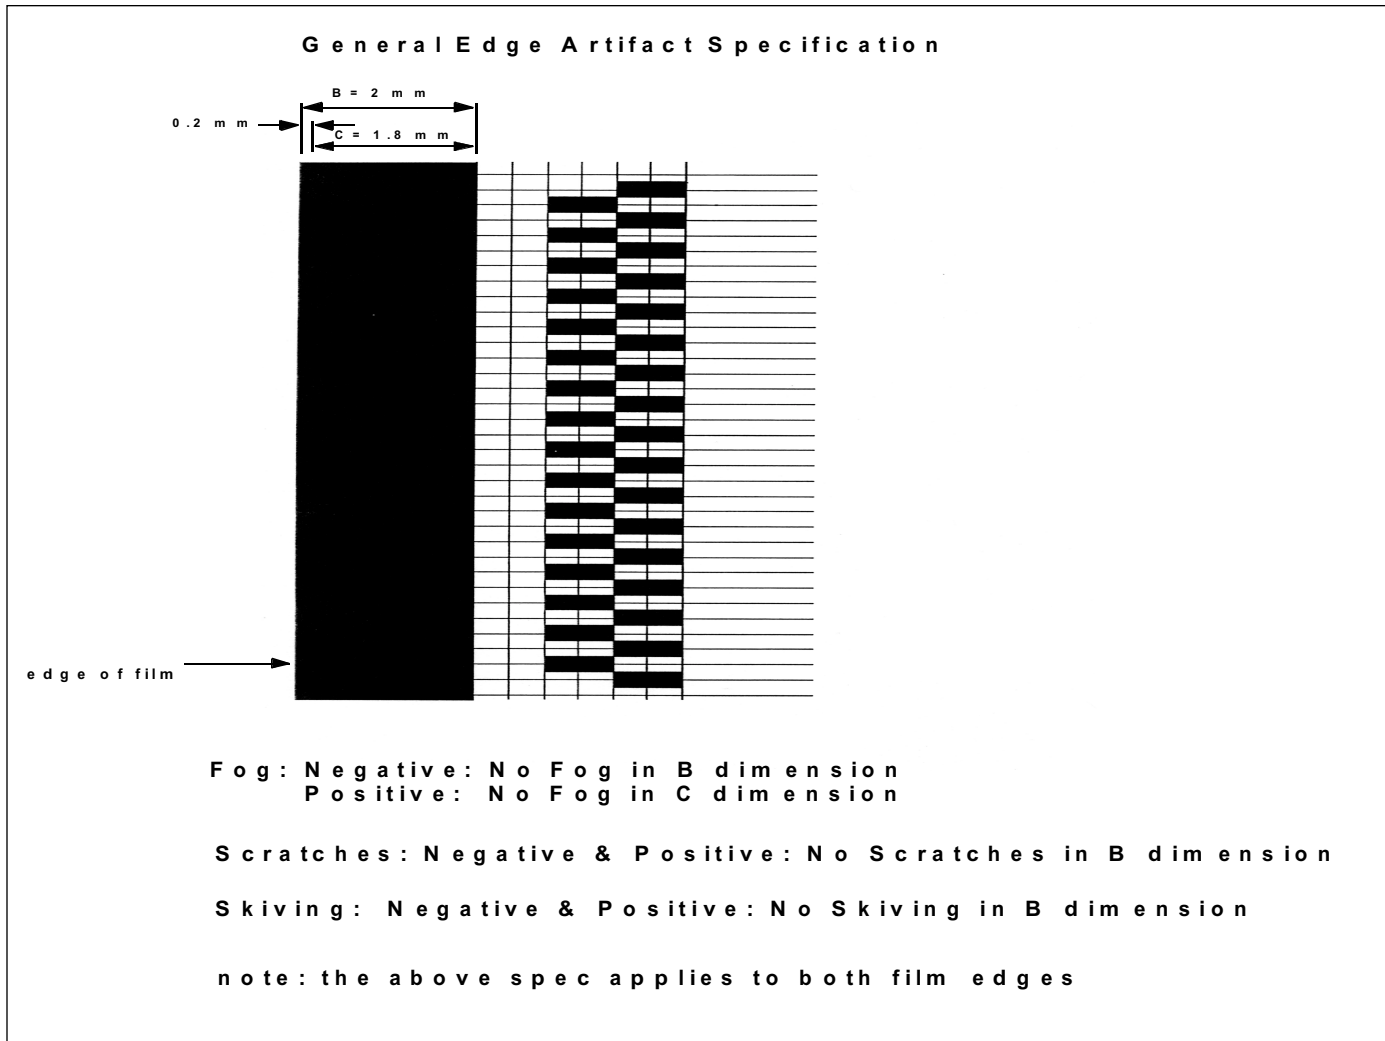 General Edge Artifact Specification
B = 2 mm
0.2 mm
C = 1.8 mm
edge of film
Fog: Negative: No Fog in B dimension
Positive: No Fog in C dimension
Scratches: Negative & Positive: No Scratches in B dimension
Skiving: Negative & Positive: No Skiving in B dimension
note: the above spec applies to both film edges